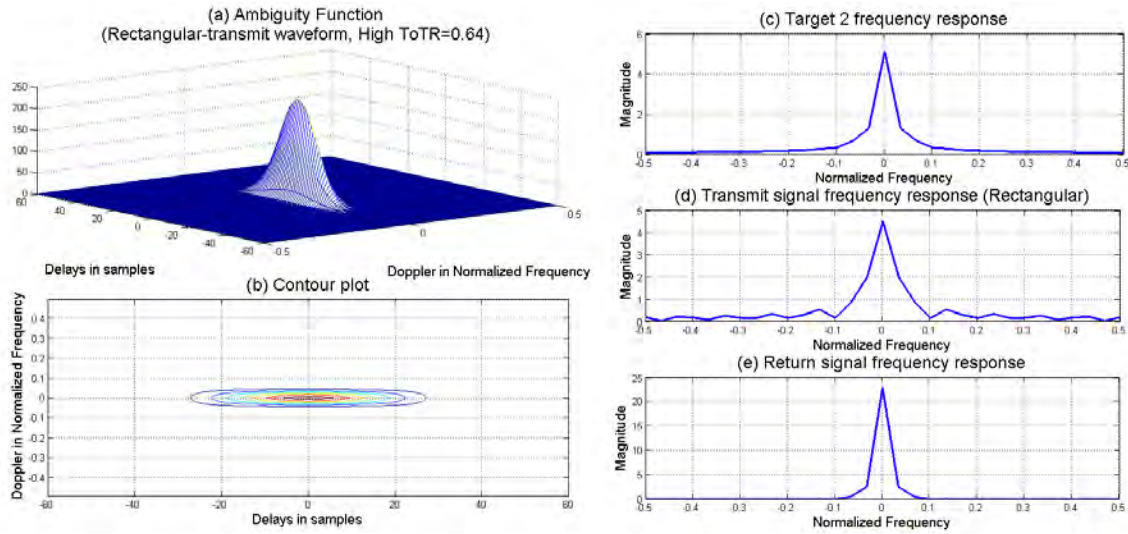 (a) Ambiguity Function
(Rectangular-transmit waveform, High ToTR=0.64)
250
200
150
100
50
0
60
40
20
0
-20
-40
-60
-0.5
0
0.5
Delays in samples
Doppler in Normalized Frequency
(b) Contour plot
Doppler in Normalized Frequency
0.4
0.3
0.2
0.1
0
-0.1
-0.2
-0.3
-0.4
-60 -40 -20 0 20 40 60
Delays in samples
(c) Target 2 frequency response
Magnitude
6
4
2
0
-0.5 -0.4 -0.3 -0.2 -0.1 0 0.1 0.2 0.3 0.4 0.5
Normalized Frequency
(d) Transmit signal frequency response (Rectangular)
Magnitude
5
4
3
2
1
0
-0.5 -0.4 -0.3 -0.2 -0.1 0 0.1 0.2 0.3 0.4 0.5
Normalized Frequency
(e) Return signal frequency response
Magnitude
25
20
15
10
5
0
-0.5 -0.4 -0.3 -0.2 -0.1 0 0.1 0.2 0.3 0.4 0.5
Normalized Frequency